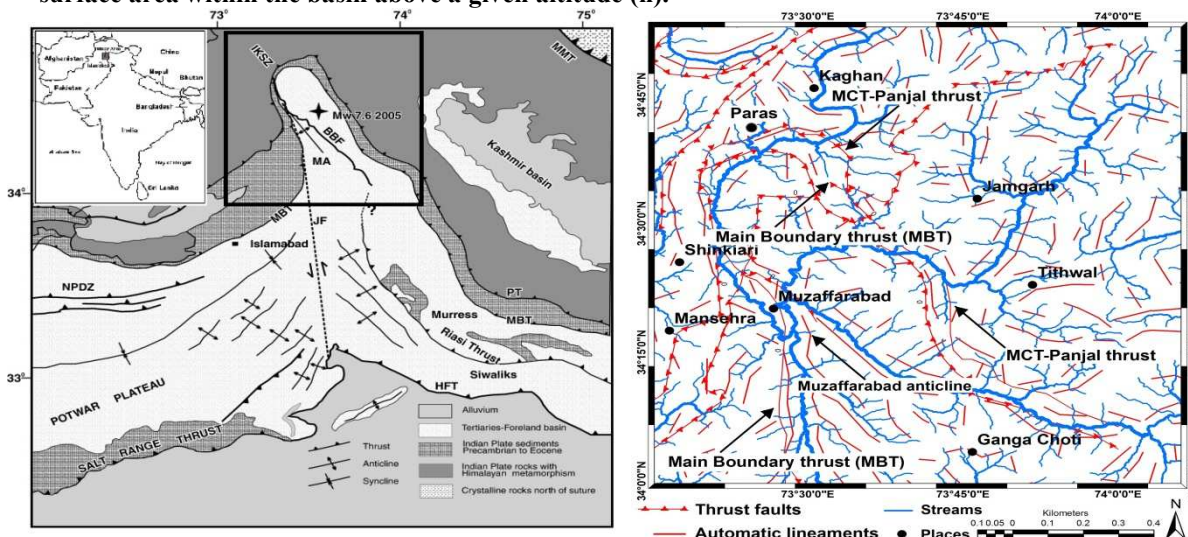 surface area within the basin above a given altitude (h).
73° 74° 75°
34°
33°
Afghanistan
China
Pakistan
Nepal
Bhutan
Bangladesh
India
Sri Lanka
IKSZ
MMT
Mw 7.6 2005
BBF
MA
Kashmir basin
MBT
JF
?
Islamabad
NPDZ
PT
MBT
Murress
Riasi Thrust
Siwaliks
HFT
POTWAR PLATEAU
SALT RANGE THRUST
Thrust
Anticline
Syncline
Alluvium
Tertiaries-Foreland basin
Indian Plate sediments
Precambrian to Eocene
Indian Plate rocks with
Himalayan metamorphism
Crystalline rocks north of suture
73°30'0"E 73°45'0"E 74°0'0"E
34°45'0"N
34°30'0"N
34°15'0"N
34°0'0"N
Kaghan
MCT-Panjal thrust
Paras
Jamgarh
Main Boundary thrust (MBT)
Shinkiari
Tithwal
Muzaffarabad
Mansehra
MCT-Panjal thrust
Muzaffarabad anticline
Ganga Choti
Main Boundary thrust (MBT)
73°30'0"E 73°45'0"E 74°0'0"E
Thrust faults
Streams
Automatic lineaments
Places
Kilometers
0.1 0.05 0 0.1 0.2 0.3 0.4
N